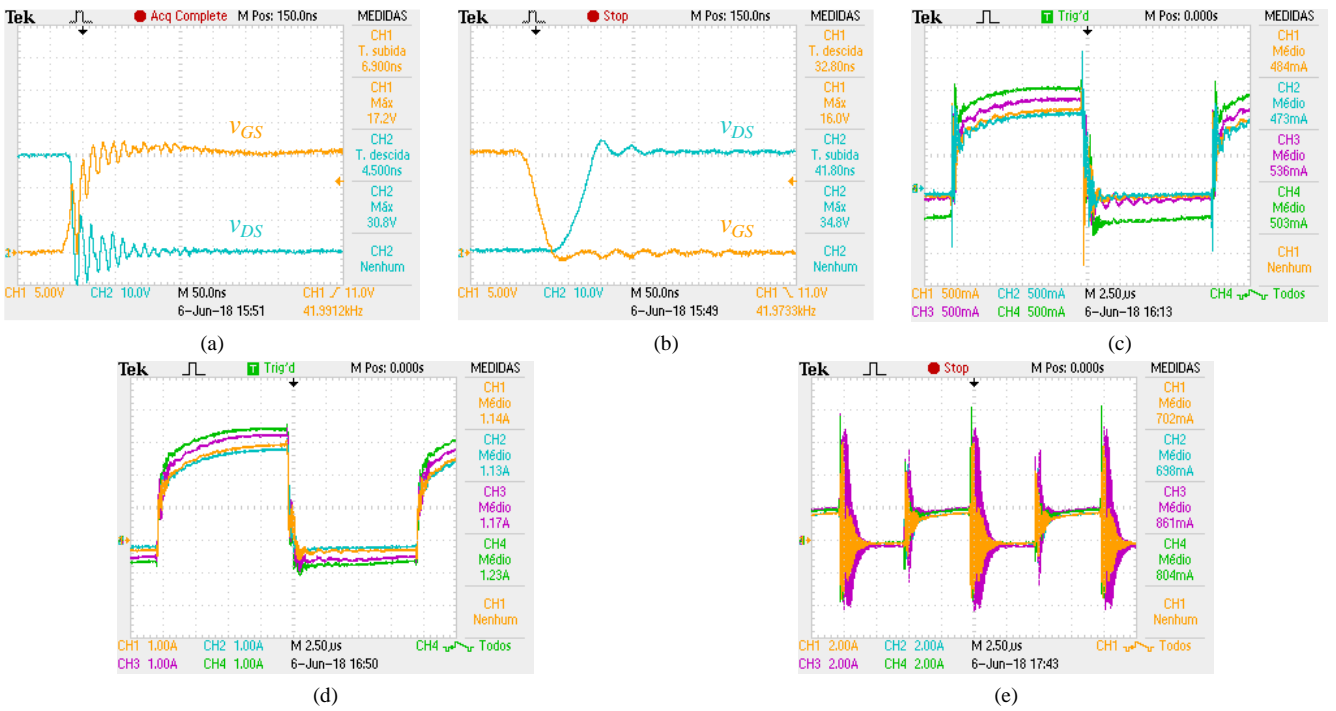 Tek Acq Complete M Pos: 150.0ns MEDIDAS
CH1
T. subida
6.900ns
CH1
Máx
17.2V
CH2
T. descida
4.500ns
CH2
Máx
30.8V
CH2
Nenhum
vGS
vDS
2
CH1 5.00V CH2 10.0V M 50.0ns CH1 11.0V
6-Jun-18 15:51 41.9912kHz
(a)
Tek Stop M Pos: 150.0ns MEDIDAS
CH1
T. descida
32.80ns
CH1
Máx
16.0V
CH2
T. subida
41.80ns
CH2
Máx
34.8V
CH2
Nenhum
vDS
vGS
2
CH1 5.00V CH2 10.0V M 50.0ns CH1 11.0V
6-Jun-18 15:49 41.9733kHz
(b)
Tek T Trig'd M Pos: 0.000s MEDIDAS
CH1
Médio
484mA
CH2
Médio
473mA
CH3
Médio
536mA
CH4
Médio
503mA
CH1
Nenhum
CH1 500mA CH2 500mA M 2.50µs CH4 Todos
CH3 500mA CH4 500mA 6-Jun-18 16:13
(c)
Tek T Trig'd M Pos: 0.000s MEDIDAS
CH1
Médio
1.14A
CH2
Médio
1.13A
CH3
Médio
1.17A
CH4
Médio
1.23A
CH1
Nenhum
CH1 1.00A CH2 1.00A M 2.50µs CH4 Todos
CH3 1.00A CH4 1.00A 6-Jun-18 16:50
(d)
Tek Stop M Pos: 0.000s MEDIDAS
CH1
Médio
702mA
CH2
Médio
698mA
CH3
Médio
861mA
CH4
Médio
804mA
CH1
Nenhum
CH1 2.00A CH2 2.00A M 2.50µs CH1 Todos
CH3 2.00A CH4 2.00A 6-Jun-18 17:43
(e)